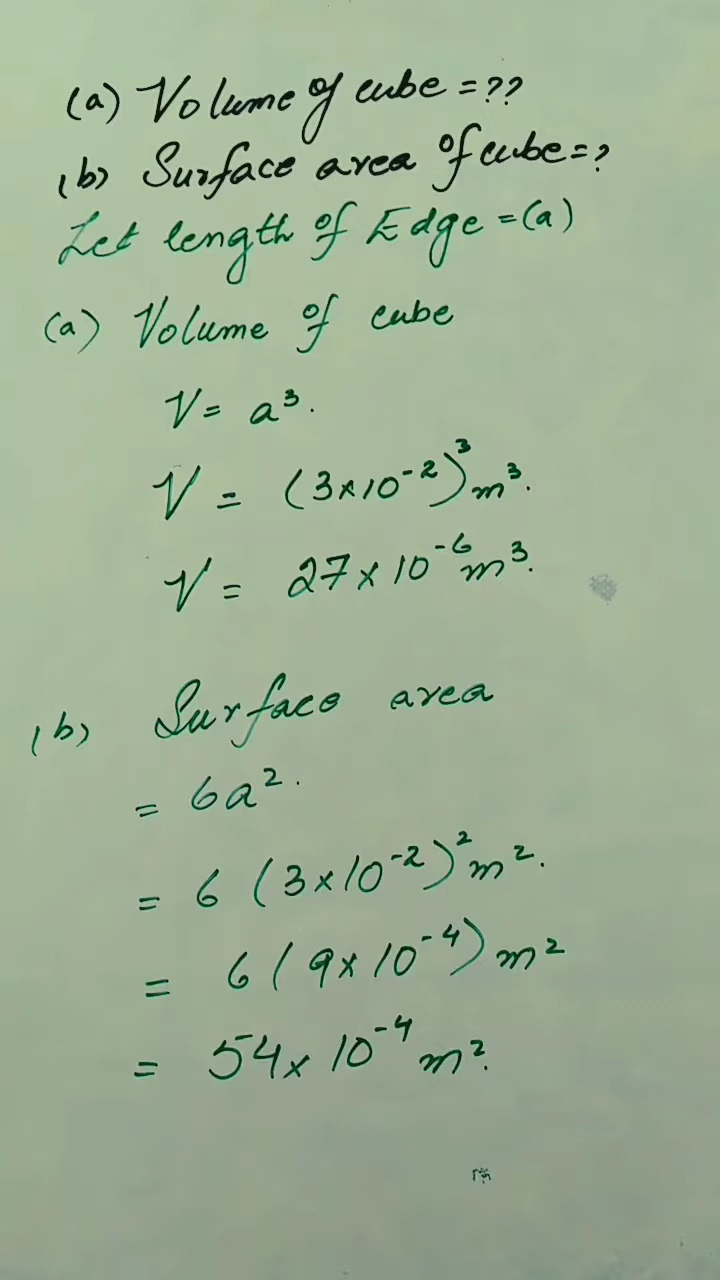 (a) Volume of cube = ??
(b) Surface area of cube = ?
Let length of Edge = (a)
(a) Volume of cube
V = a³.
V = (3×10⁻²)³ m³.
V = 27×10⁻⁶ m³.
(b) Surface area
= 6a².
= 6 (3×10⁻²)² m².
= 6 (9×10⁻⁴) m²
= 54×10⁻⁴ m².